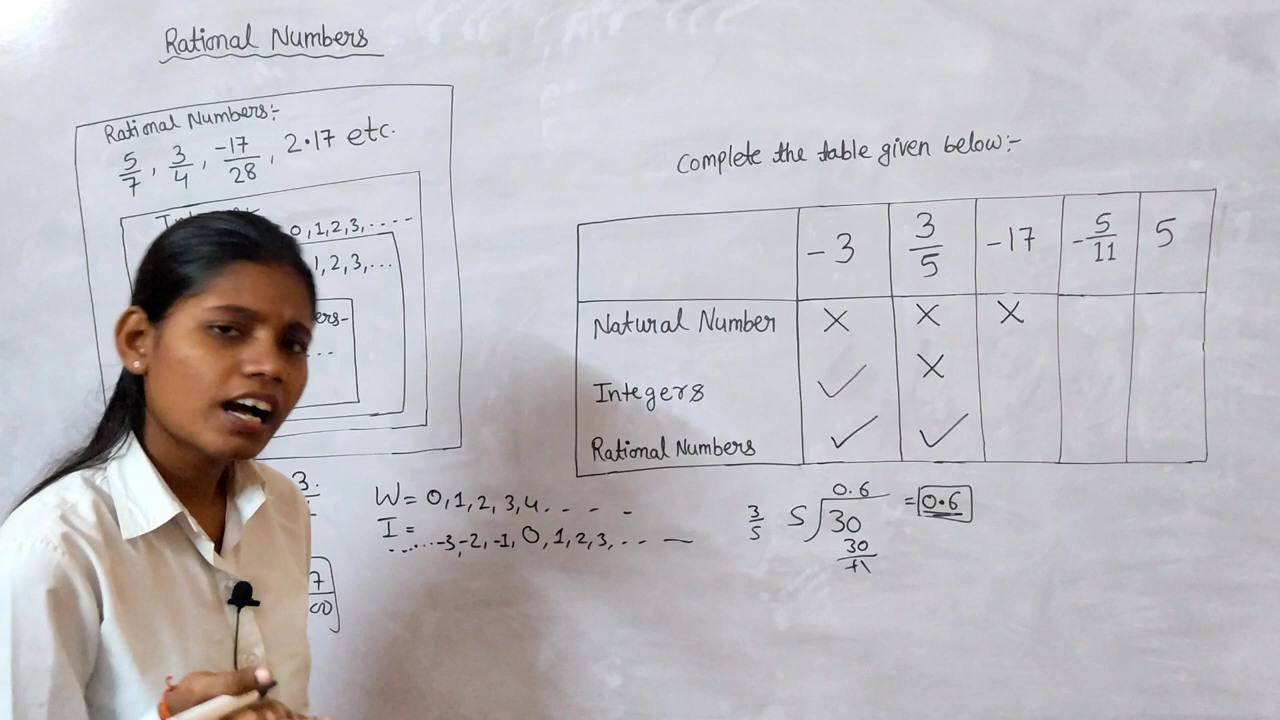 Rational Numbers
Rational Numbers:-
5/7, 3/4, -17/28, 2.17 etc.
0,1,2,3,....
1,2,3,...
...
3.
7
W= 0,1,2,3,4. - - -
I=
.....-3,-2,-1,0,1,2,3,.. —
Complete the table given below:-
-3 3/5 -17 -5/11 5
Natural Number × × ×
Integers ✓ ×
Rational Numbers ✓ ✓
0.6
3/5 5)30 = 0.6
30